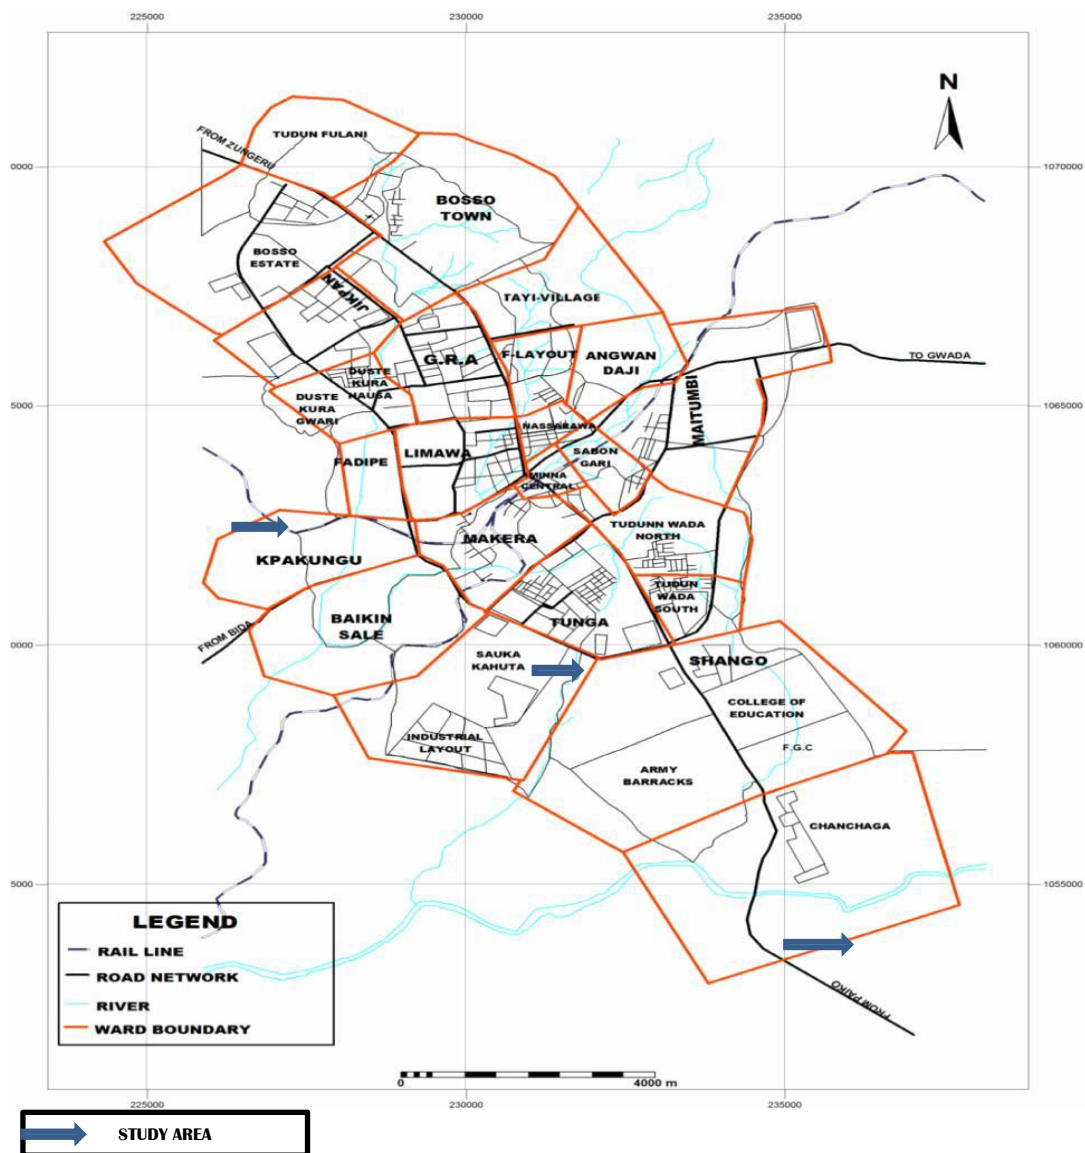 225000
230000
235000
N
TUDUN FULANI
FROM ZUNGERU
0000
1070000
BOSSO
TOWN
BOSSO
ESTATE
JIKPAN
TAYI-VILLAGE
G.R.A
F-LAYOUT
ANGWAN
DAJI
TO GWADA
DUSTE
KURA
HAUSA
DUSTE
KURA
GWARI
MAITUMBI
5000
1065000
NASSARAWA
LIMAWA
FADIPE
SABON
GARI
MINNA
CENTRAL
TUDUNN WADA
NORTH
MAKERA
KPAKUNGU
TUDUN
WADA
SOUTH
BAIKIN
SALE
TUNGA
FROM BIDA
0000
1060000
SAUKA
KAHUTA
SHANGO
COLLEGE OF
EDUCATION
INDUSTRIAL
LAYOUT
F.G.C
ARMY
BARRACKS
CHANCHAGA
5000
1055000
LEGEND
RAIL LINE
ROAD NETWORK
RIVER
WARD BOUNDARY
FROM PAIKO
0
4000 m
225000
230000
235000
STUDY AREA